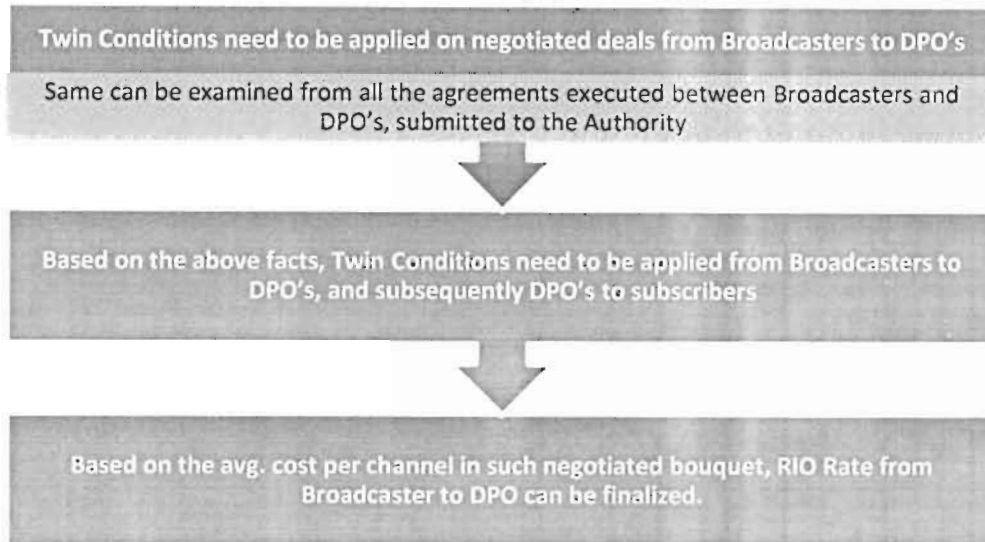 Twin Conditions need to be applied on negotiated deals from Broadcasters to DPO's
Same can be examined from all the agreements executed between Broadcasters and
DPO's, submitted to the Authority
Based on the above facts, Twin Conditions need to be applied from Broadcasters to
DPO's, and subsequently DPO's to subscribers
Based on the avg. cost per channel in such negotiated bouquet, RIO Rate from
Broadcaster to DPO can be finalized.